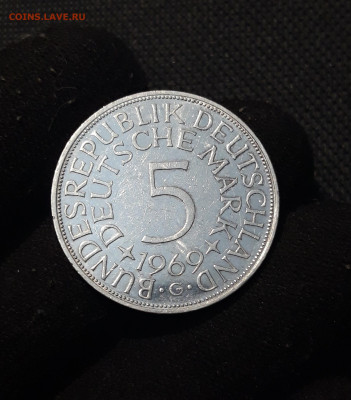 COINS.LAVE.RU
BUNDESREPUBLIK DEUTSCHLAND
DEUTSCHE MARK
5
1969
G